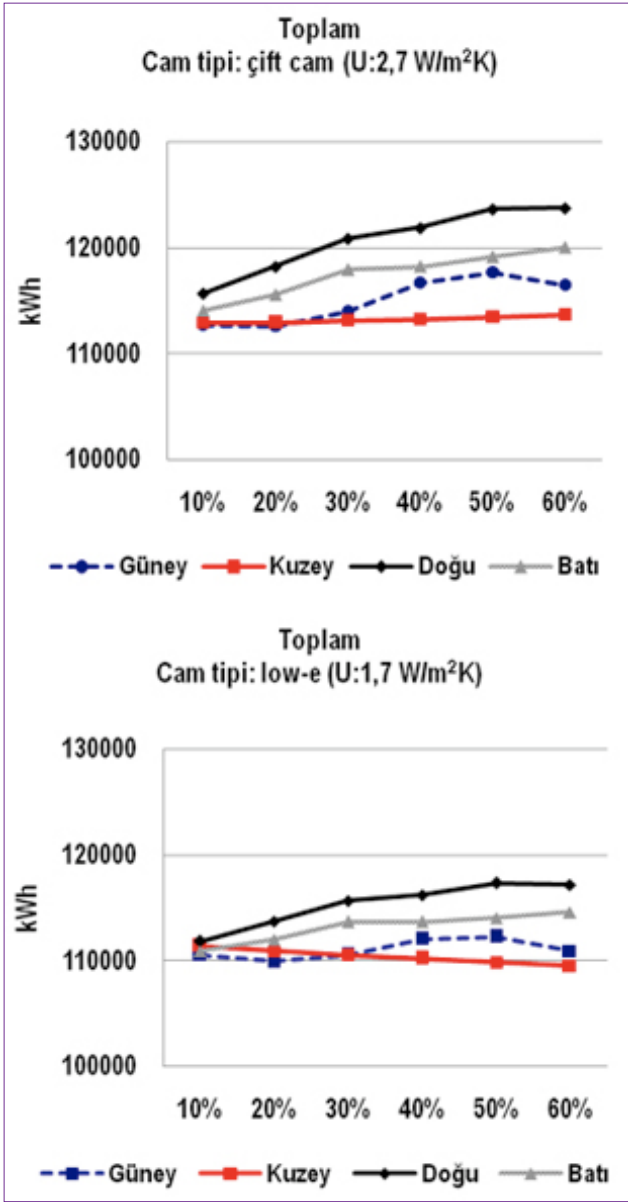 Toplam
Cam tipi: çift cam (U:2,7 W/m²K)
130000
120000
110000
100000
kWh
10% 20% 30% 40% 50% 60%
Güney Kuzey Doğu Batı
Toplam
Cam tipi: low-e (U:1,7 W/m²K)
130000
120000
110000
100000
kWh
10% 20% 30% 40% 50% 60%
Güney Kuzey Doğu Batı